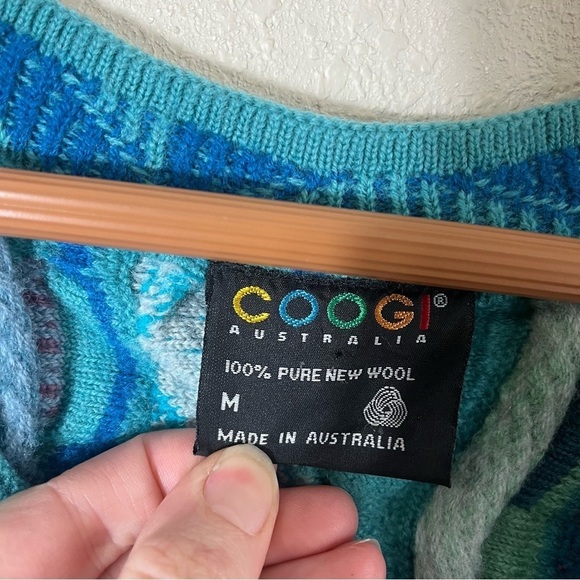 COOGI®
AUSTRALIA
100% PURE NEW WOOL
M
MADE IN AUSTRALIA